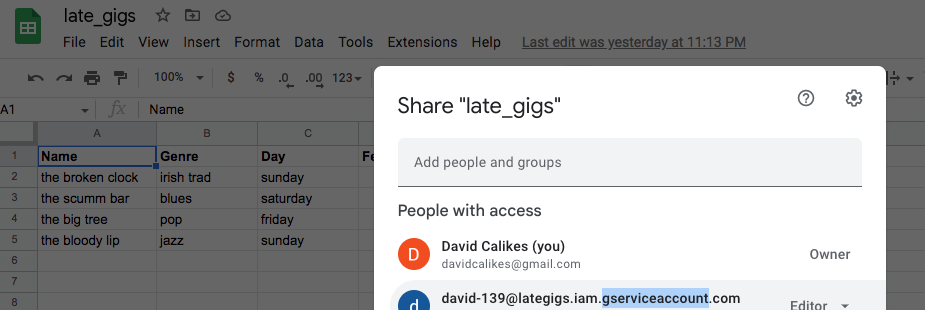 late_gigs
File Edit View Insert Format Data Tools Extensions Help Last edit was yesterday at 11:13 PM
100% $ % .0 .00 123
A1 fx Name
A B C
1 Name Genre Day Fe
2 the broken clock irish trad sunday
3 the scumm bar blues saturday
4 the big tree pop friday
5 the bloody lip jazz sunday
6
7
8
Share "late_gigs"
Add people and groups
People with access
D David Calikes (you) Owner
davidcalikes@gmail.com
d david-139@lategigs.iam.gserviceaccount.com Editor